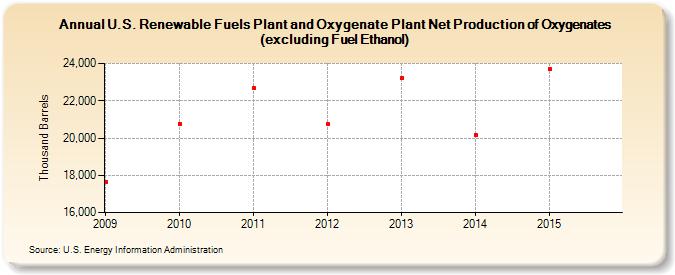 Annual U.S. Renewable Fuels Plant and Oxygenate Plant Net Production of Oxygenates
(excluding Fuel Ethanol)
Thousand Barrels
24,000
22,000
20,000
18,000
16,000
2009 2010 2011 2012 2013 2014 2015
Source: U.S. Energy Information Administration